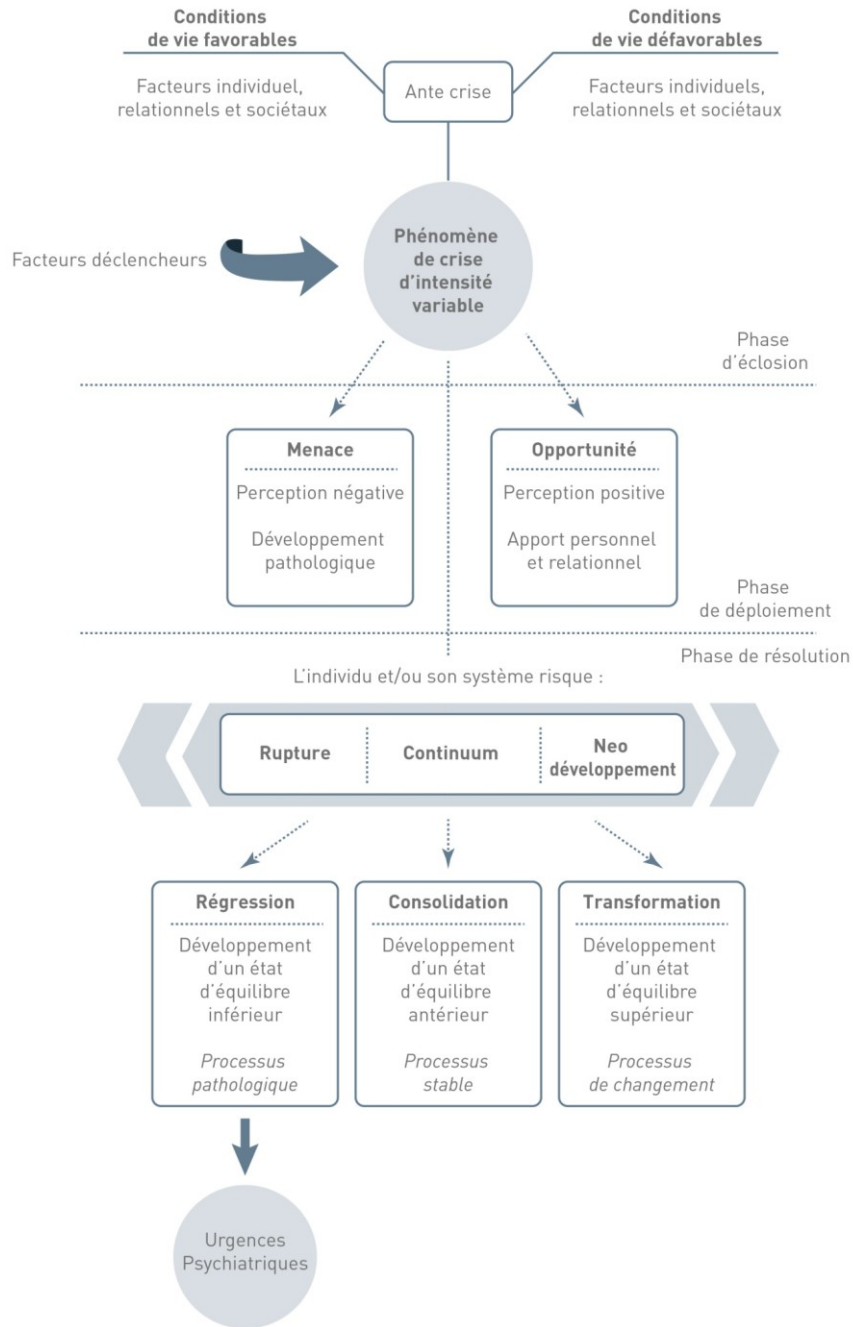 Conditions
de vie favorables
Facteurs individuel,
relationnels et sociétaux
Ante crise
Conditions
de vie défavorables
Facteurs individuels,
relationnels et sociétaux
Facteurs déclencheurs
Phénomène
de crise
d'intensité
variable
Phase
d'éclosion
Menace
Perception négative
Développement
pathologique
Opportunité
Perception positive
Apport personnel
et relationnel
Phase
de déploiement
Phase de résolution
L'individu et/ou son système risque :
Rupture
Continuum
Neo
développement
Régression
Développement
d'un état
d'équilibre
inférieur
Processus
pathologique
Consolidation
Développement
d'un état
d'équilibre
antérieur
Processus
stable
Transformation
Développement
d'un état
d'équilibre
supérieur
Processus
de changement
Urgences
Psychiatriques